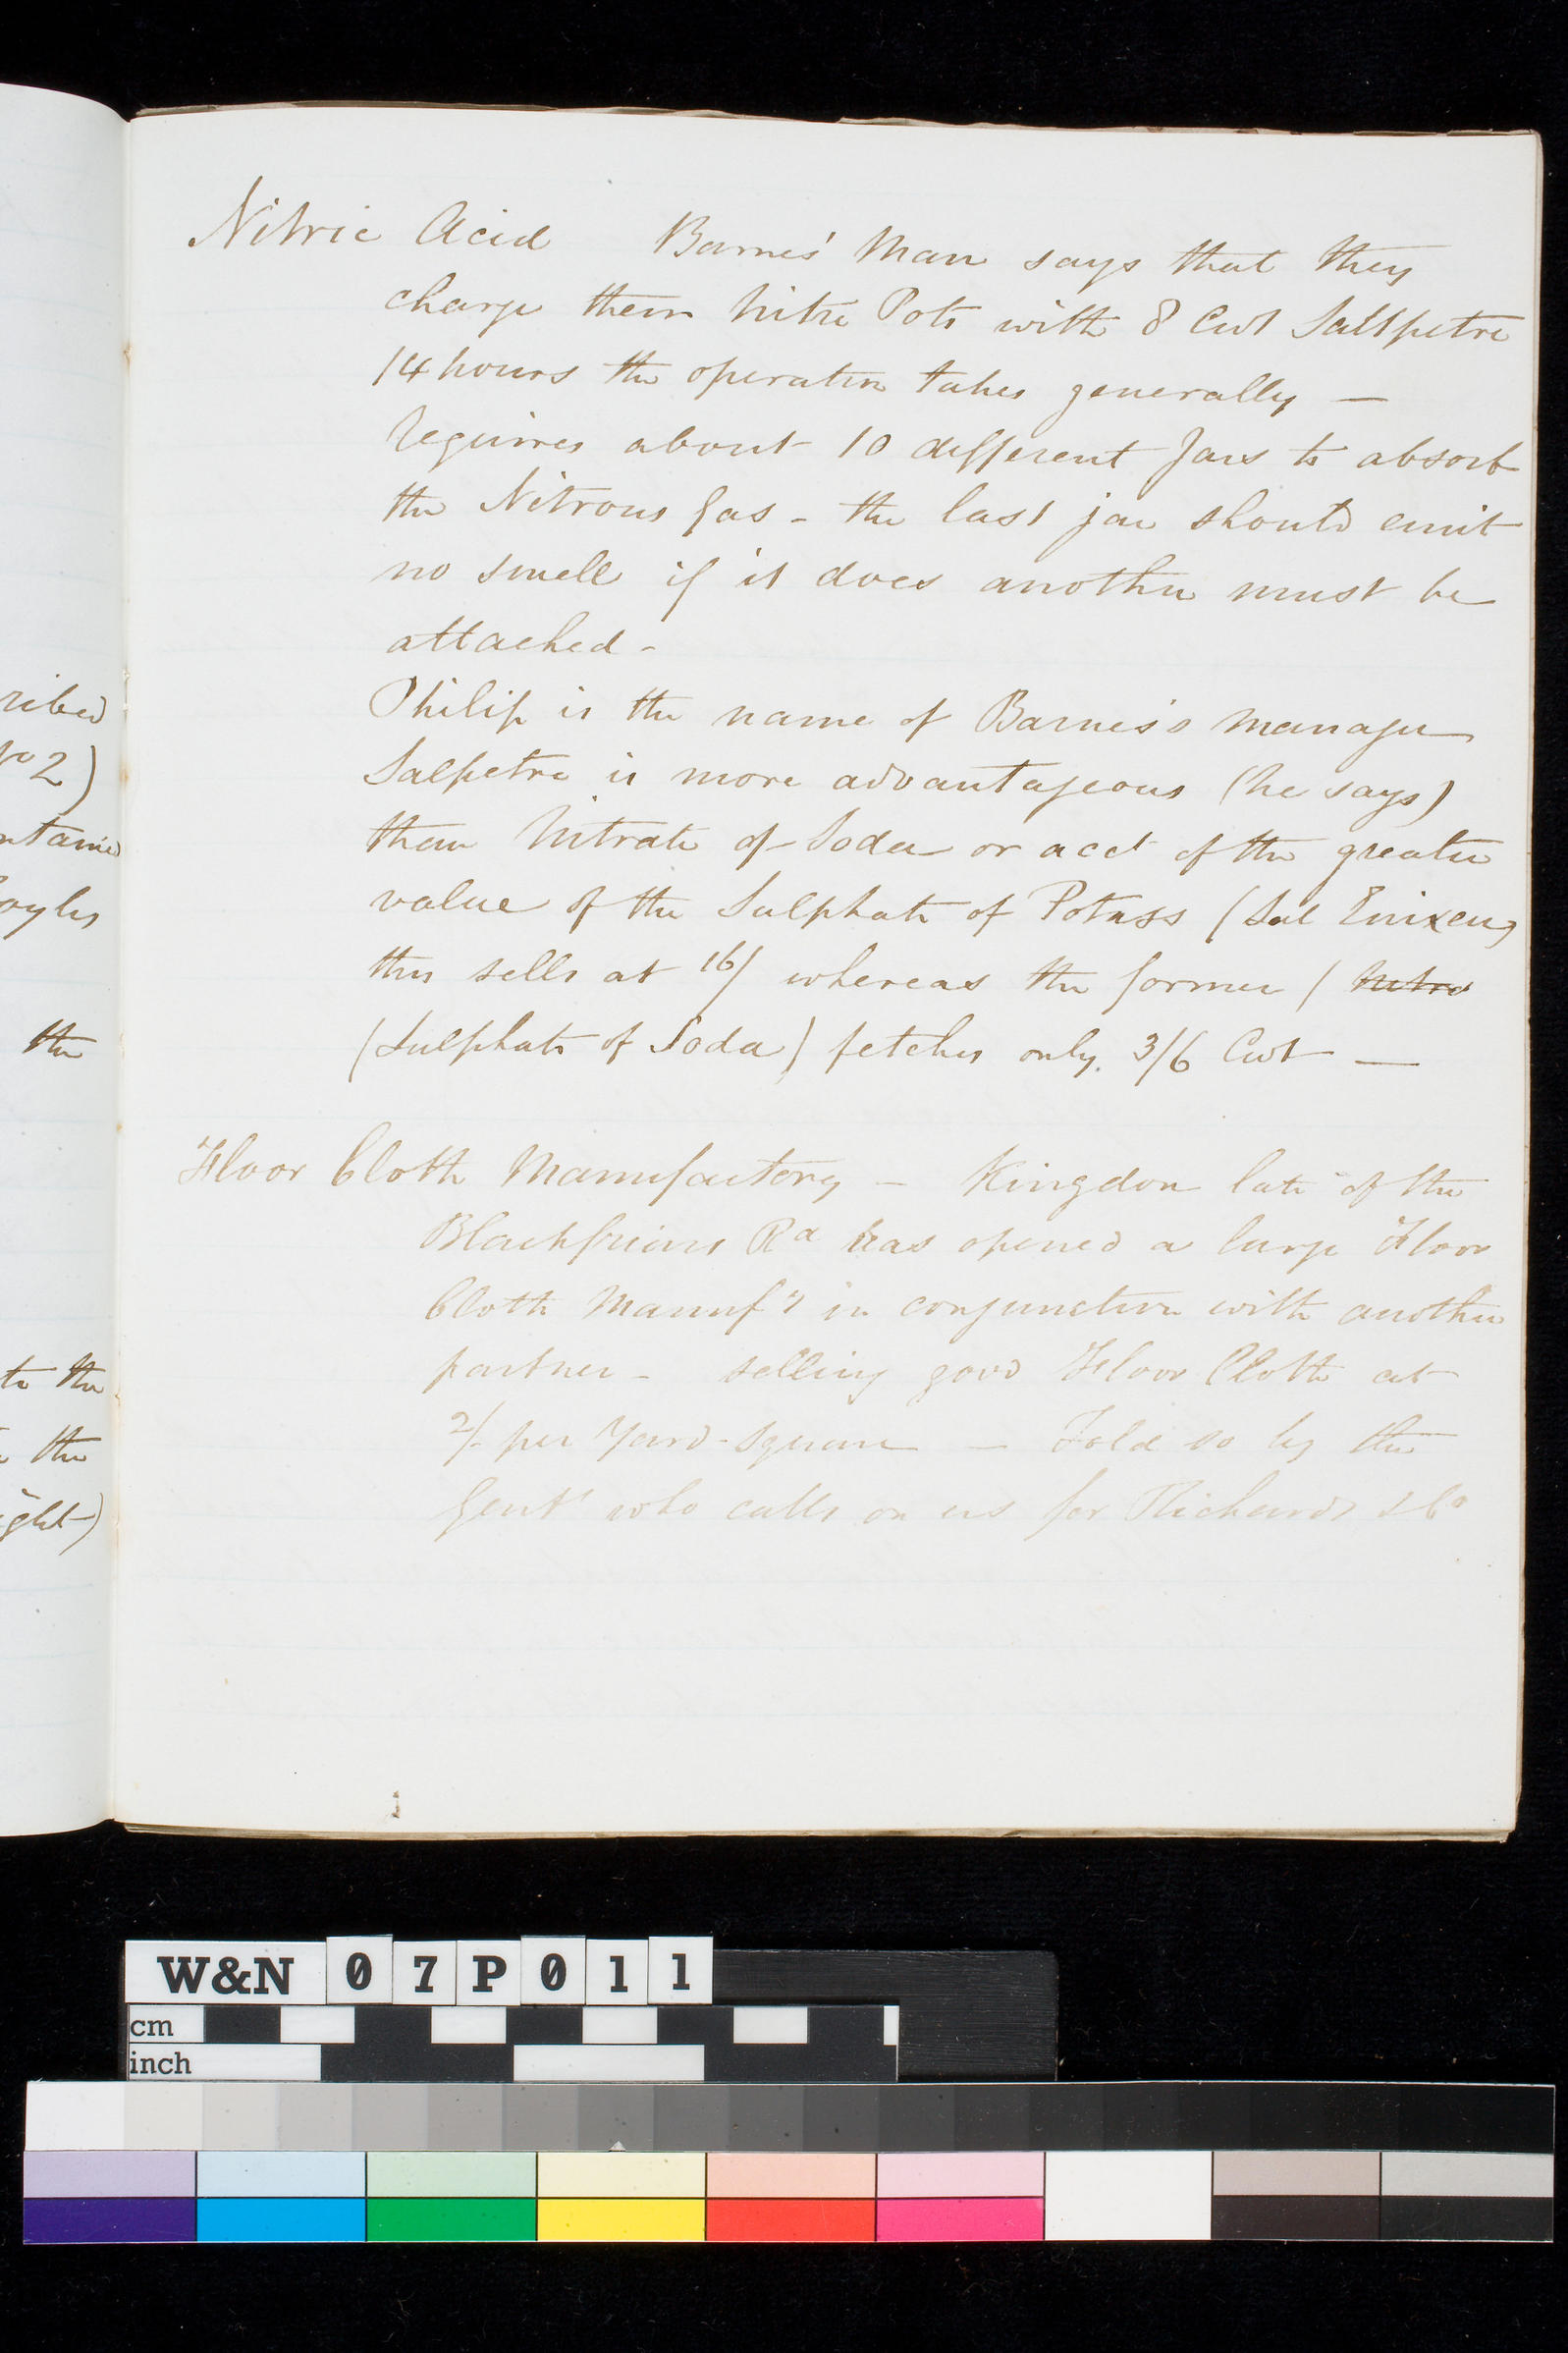 Nitric Acid Barnes' Man says that they
charge their Nitre Pots with 8 Cwt Saltpetre
14 hours the operation takes generally —
Requires about 10 different Jars to absorb
the Nitrous Gas - the last jar should emit
no smell if it does another must be
attached -
Philip is the name of Barnes's Manager
Salpetre is more advantageous (he says)
than Nitrate of Soda on acct of the greater
value of the Sulphate of Potass (Sal Enixen)
this sells at 16/ whereas the former / Nitre
(Sulphate of Soda) fetches only. 3/6 Cwt —
Floor Cloth Manufactory - Kingdon late of the
Blackfriars Rd has opened a large Floor
Cloth Manufy in conjunction with another
partner - selling good Floor Cloth at
2/- per Yard-Square — Told so by the
Gentn who calls on us for Richards & Co
ribed
No 2)
ntained
the
to the
the
ight)
W&N 07P011
cm
inch